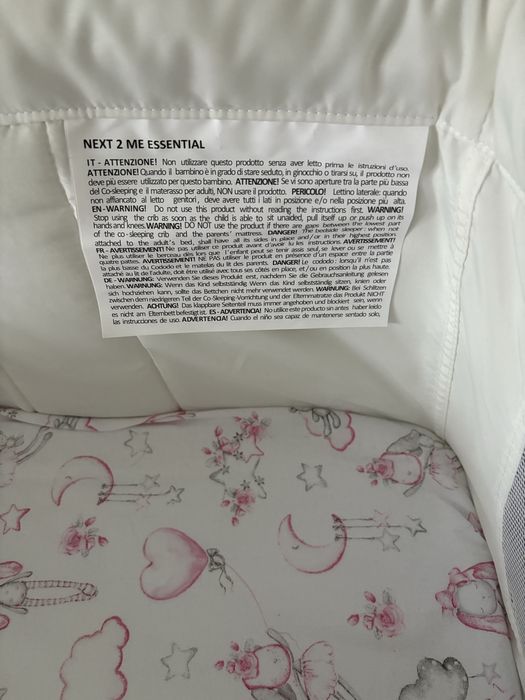 NEXT 2 ME ESSENTIAL
IT - ATTENZIONE! Non utilizzare questo prodotto senza aver letto prima le istruzioni d'uso.
ATTENZIONE! Quando il bambino è in grado di stare seduto, in ginocchio o tirarsi su, il prodotto non
deve più essere utilizzato per questo bambino. ATTENZIONE! Se vi sono aperture tra la parte più bassa
del Co-sleeping e il materasso per adulti, NON usare il prodotto. PERICOLO! Lettino laterale: quando
non affiancato al letto genitori, deve avere tutti i lati in posizione e/o nella posizione più alta.
EN-WARNING! Do not use this product without reading the instructions first. WARNING!
Stop using the crib as soon as the child is able to sit unaided, pull itself up or push up on its
hands and knees. WARNING! DO NOT use the product if there are gaps between the lowest part
of the co-sleeping crib and the parents' mattress. DANGER! The bedside sleeper: when not
attached to the adult's bed, shall have all its sides in place and/or in their highest position.
FR - AVERTISSEMENT! Ne pas utiliser ce produit avant d'avoir lu les instructions. AVERTISSEMENT!
Ne plus utiliser le berceau dès lors que l'enfant peut se tenir assis seul, se lever ou se mettre à
quatre pattes. AVERTISSEMENT! NE PAS utiliser le produit en présence d'un espace entre la partie
la plus basse du Cododo et le matelas du lit des parents. DANGER! Le cododo: lorsqu'il n'est pas
attaché au lit de l'adulte, doit être utilisé avec tous ses côtés en place, et/ou en position la plus haute.
DE - WARNUNG: Verwenden Sie dieses Produkt erst, nachdem Sie die Gebrauchsanleitung gelesen
haben. WARNUNG: Wenn das Kind selbstständig Wenn das Kind selbstständig sitzen, knien oder
sich hochziehen kann, sollte das Bettchen nicht mehr verwendet werden. WARNUNG: Bei Schlitzen
zwischen dem niedrigeren Teil der Co-Sleeping-Vorrichtung und der Elternmatratze das Produkt NICHT
verwenden. ACHTUNG! Das klappbare Seitenteil muss immer angehoben und blockiert sein, wenn
es nicht am Elternbett befestigt ist. ES - ADVERTENCIA! No utilice este producto sin antes haber leído
las instrucciones de uso. ADVERTENCIA! Cuando el niño sea capaz de mantenerse sentado solo,